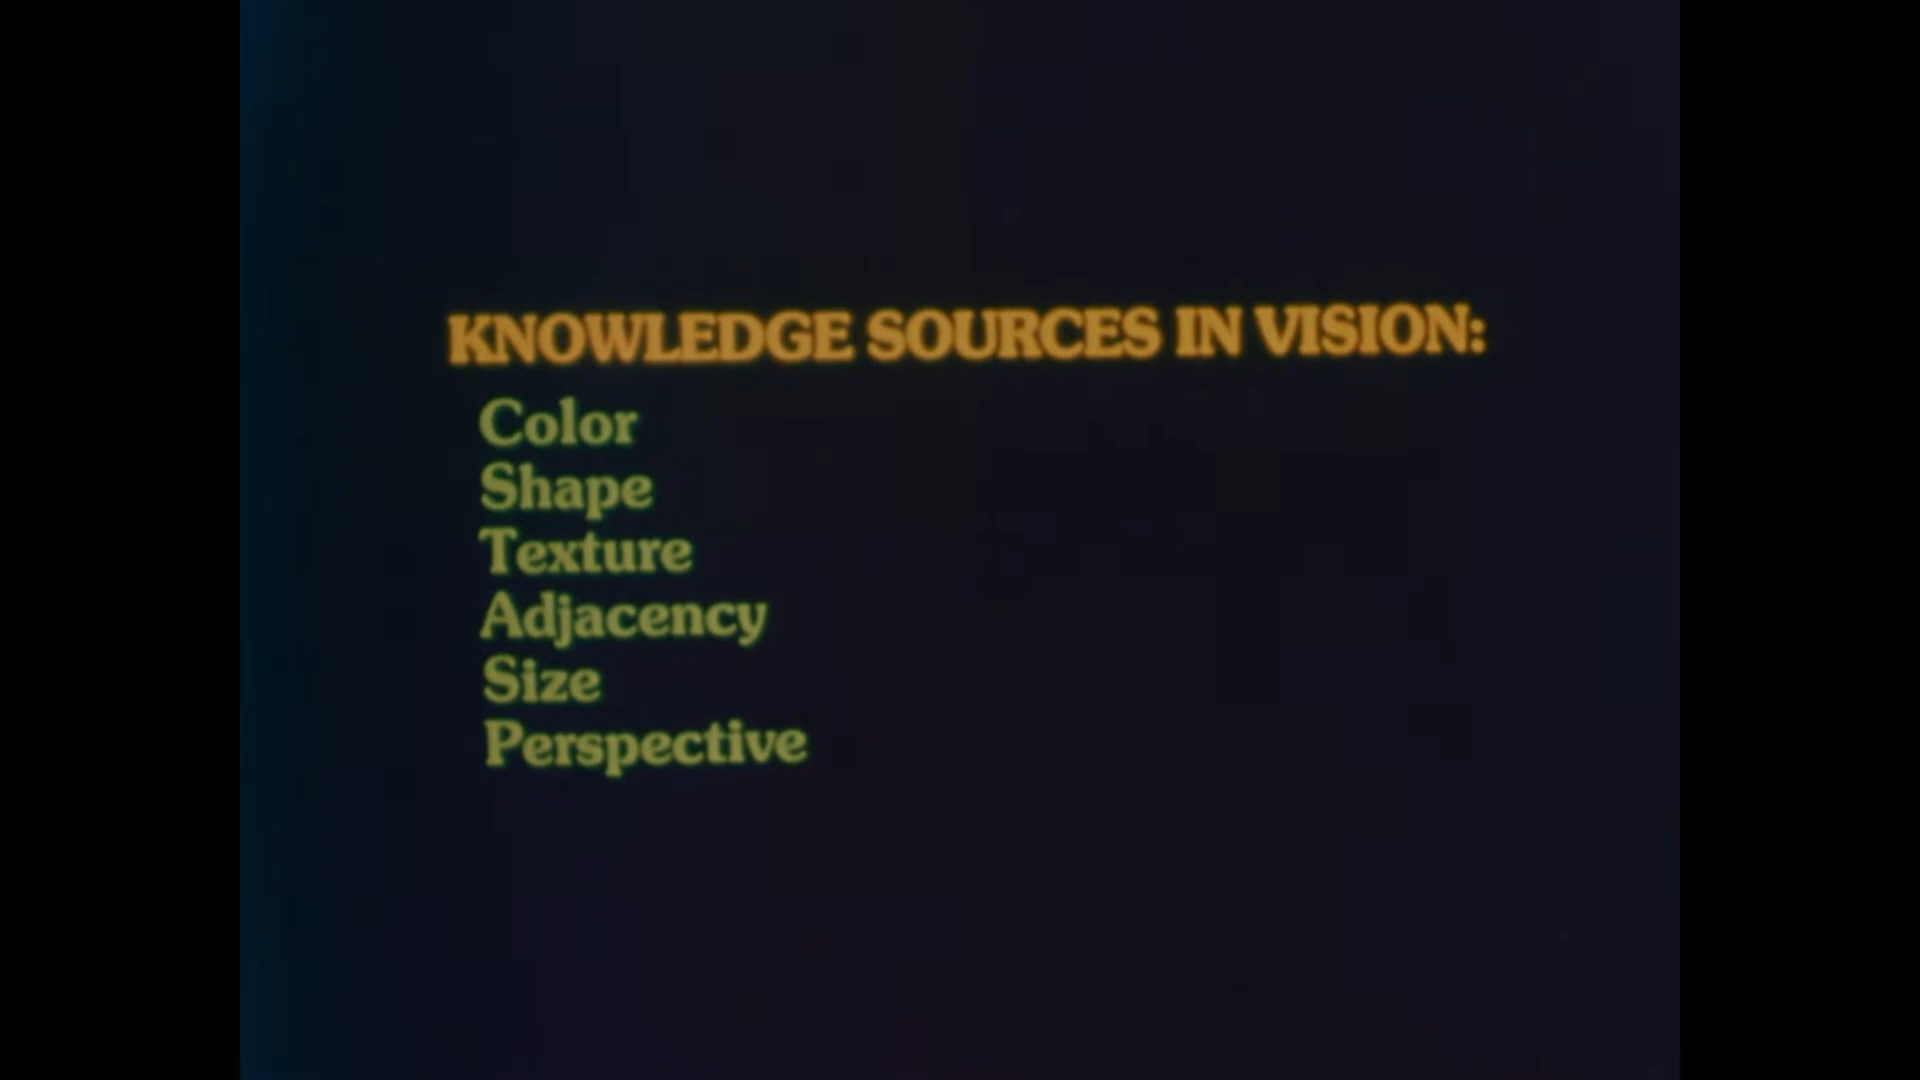 KNOWLEDGE SOURCES IN VISION:
Color
Shape
Texture
Adjacency
Size
Perspective